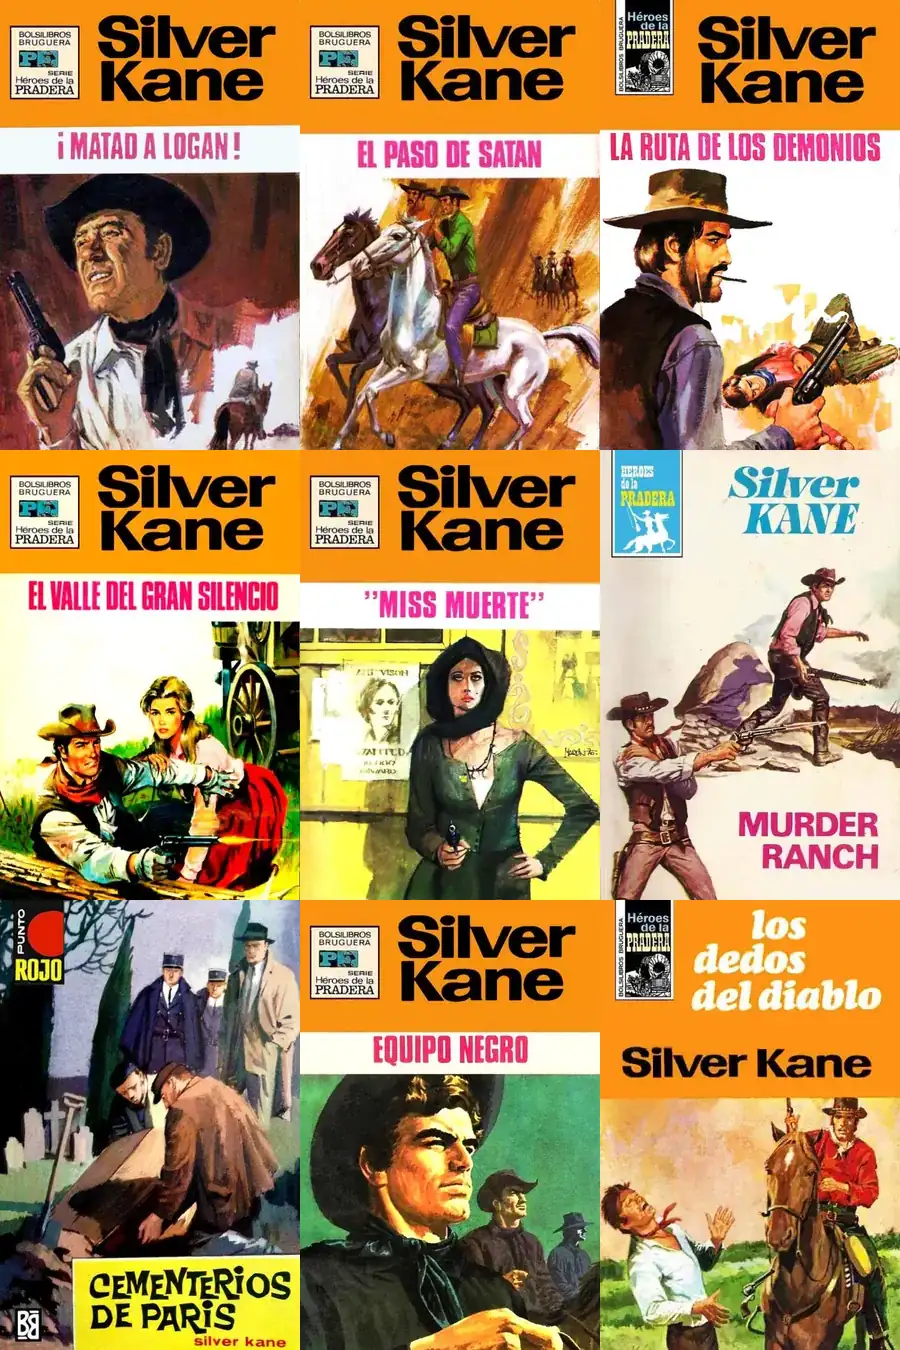 BOLSILIBROS
BRUGUERA
SERIE
Héroes de la
PRADERA
Silver
Kane
¡MATAD A LOGAN!
BOLSILIBROS
BRUGUERA
SERIE
Héroes de la
PRADERA
Silver
Kane
EL PASO DE SATAN
BOLSILIBROS BRUGUERA
Héroes
de la
PRADERA
Silver
Kane
LA RUTA DE LOS DEMONIOS
BOLSILIBROS
BRUGUERA
SERIE
Héroes de la
PRADERA
Silver
Kane
EL VALLE DEL GRAN SILENCIO
BOLSILIBROS
BRUGUERA
SERIE
Héroes de la
PRADERA
Silver
Kane
"MISS MUERTE"
WANTED
HEROES
de la
PRADERA
Silver
KANE
MURDER
RANCH
PUNTO
ROJO
CEMENTERIOS
DE PARIS
silver kane
BOLSILIBROS
BRUGUERA
SERIE
Héroes de la
PRADERA
Silver
Kane
EQUIPO NEGRO
BOLSILIBROS BRUGUERA
Héroes
de la
PRADERA
los
dedos
del diablo
Silver Kane